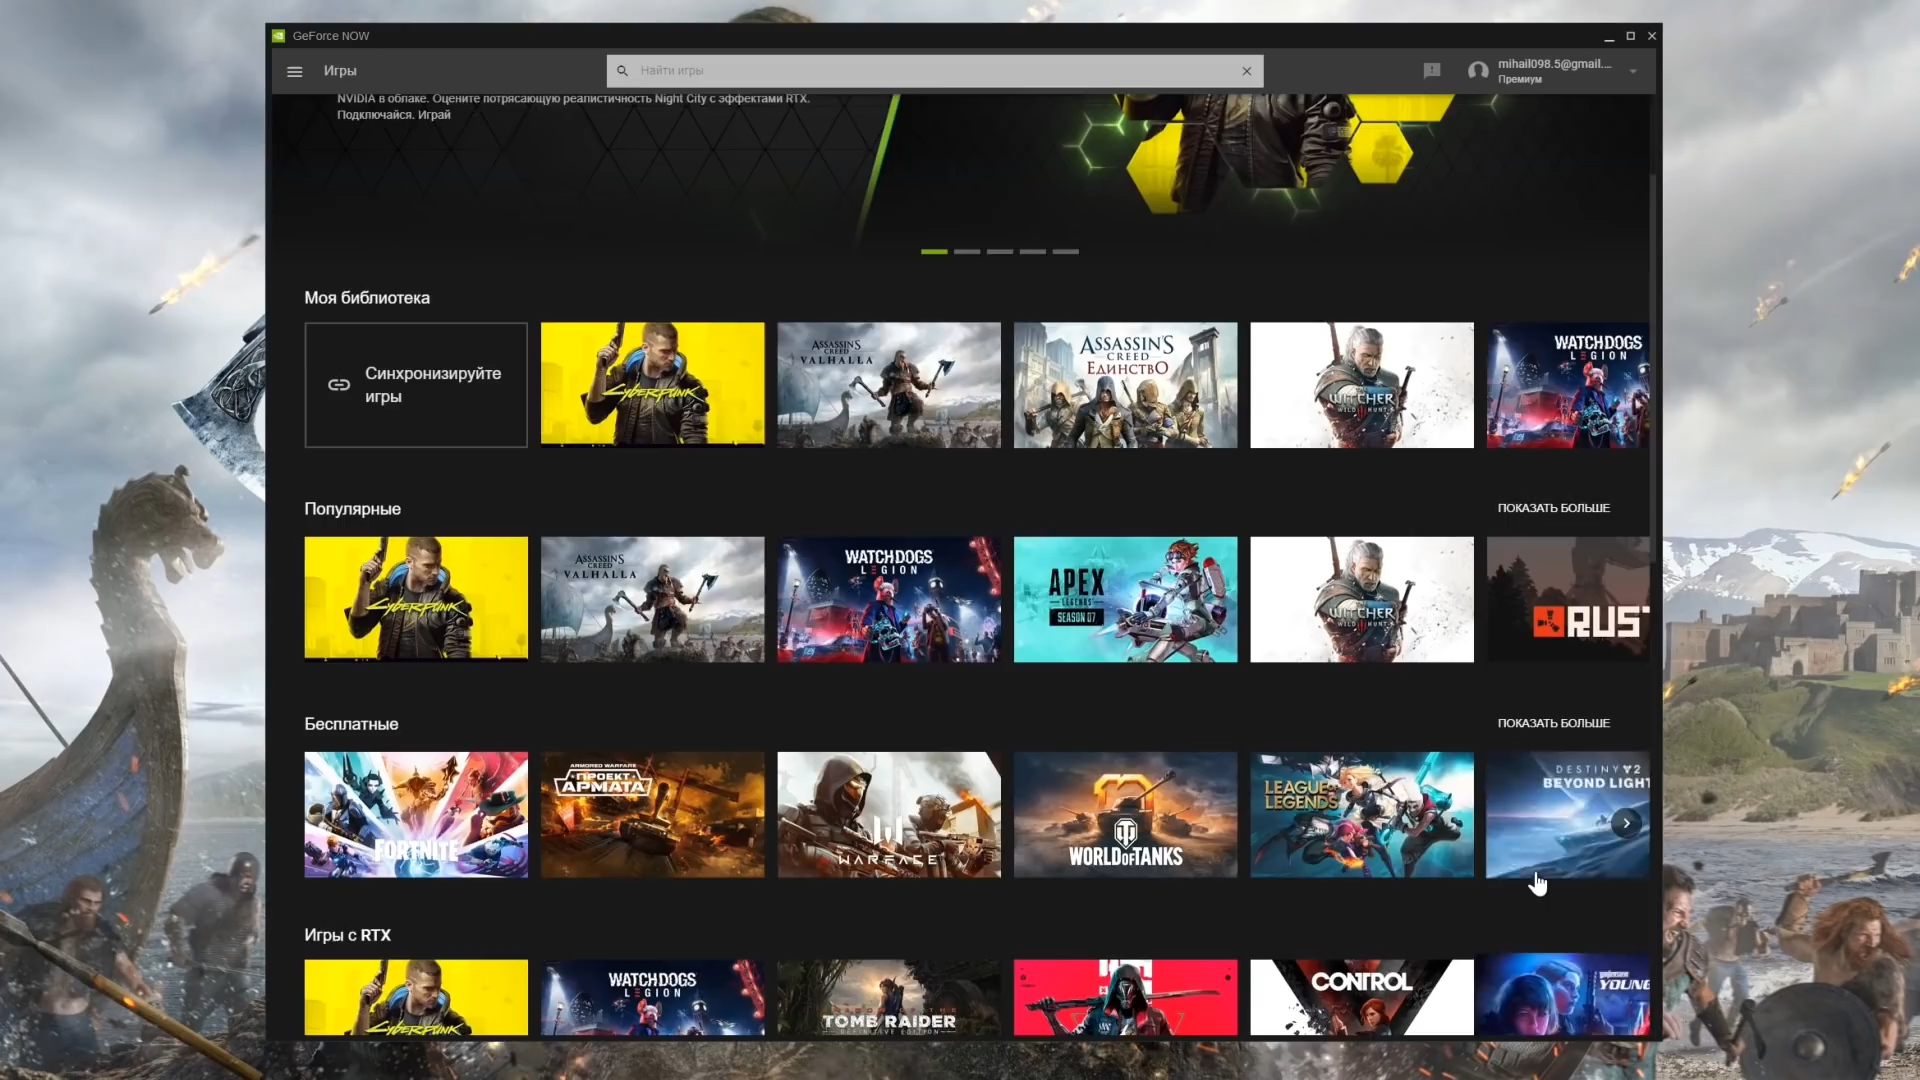 GeForce NOW
Игры
Найти игры
mihail098.5@gmail....
Премиум
NVIDIA в облаке. Оцените потрясающую реалистичность Night City с эффектами RTX.
Подключайся. Играй
Моя библиотека
Синхронизируйте
игры
Cyberpunk
ASSASSIN'S
CREED
VALHALLA
ASSASSIN'S
CREED
ЕДИНСТВО
WITCHER
WILD HUNT
WATCH DOGS
LEGION
Популярные
ПОКАЗАТЬ БОЛЬШЕ
Cyberpunk
ASSASSIN'S
CREED
VALHALLA
WATCH DOGS
LEGION
APEX
LEGENDS
SEASON 07
WITCHER
WILD HUNT
RUST
Бесплатные
ПОКАЗАТЬ БОЛЬШЕ
FORTNITE
ARMORED WARFARE
ПРОЕКТ
АРМАТА
WARFACE
WORLD OF TANKS
LEAGUE OF
LEGENDS
DESTINY 2
BEYOND LIGHT
Игры с RTX
Cyberpunk
WATCH DOGS
LEGION
TOMB RAIDER
DEFINITIVE EDITION
CONTROL
YOUNG